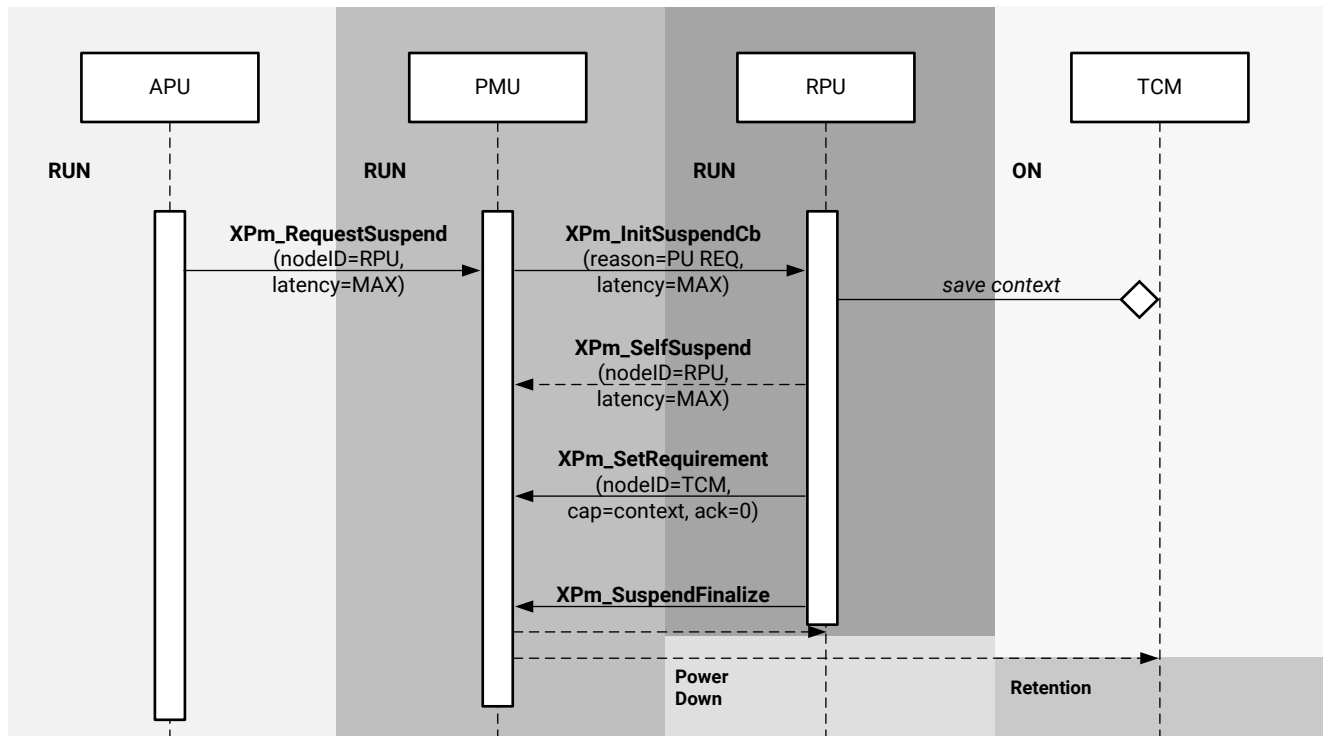 APU
PMU
RPU
TCM
RUN
RUN
RUN
ON
XPm_RequestSuspend
(nodeID=RPU,
latency=MAX)
XPm_InitSuspendCb
(reason=PU REQ,
latency=MAX)
save context
XPm_SelfSuspend
(nodeID=RPU,
latency=MAX)
XPm_SetRequirement
(nodeID=TCM,
cap=context, ack=0)
XPm_SuspendFinalize
Power
Down
Retention